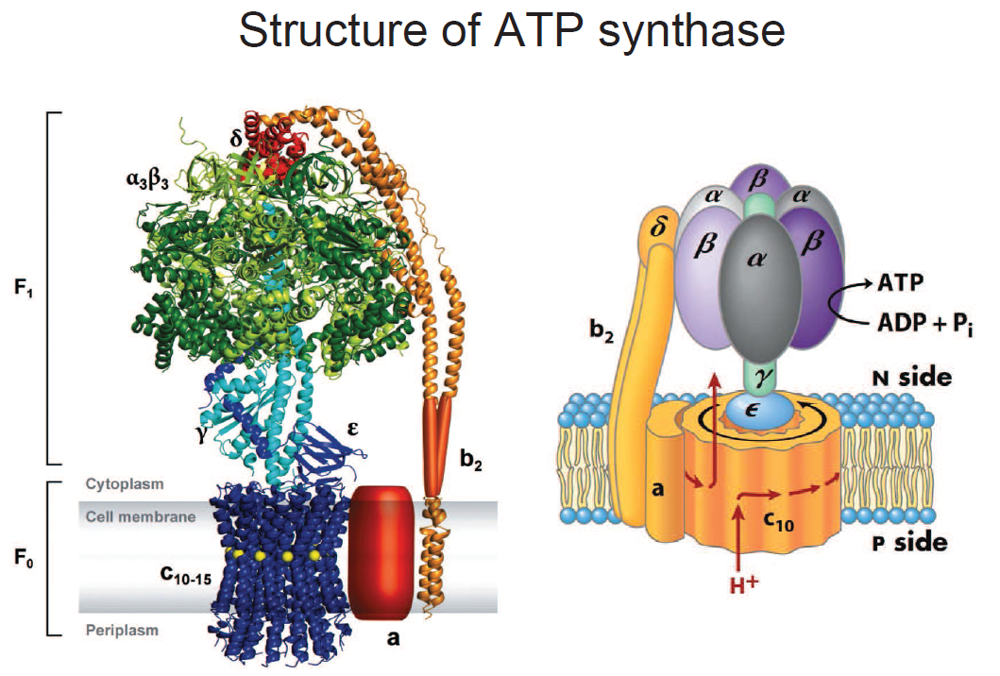 Structure of ATP synthase
F₁
F₀
δ
α₃β₃
γ
ε
b₂
Cytoplasm
Cell membrane
c₁₀₋₁₅
a
Periplasm
β
α
α
δ
β
α
β
ATP
ADP + Pᵢ
b₂
γ
N side
ϵ
a
c₁₀
P side
H⁺